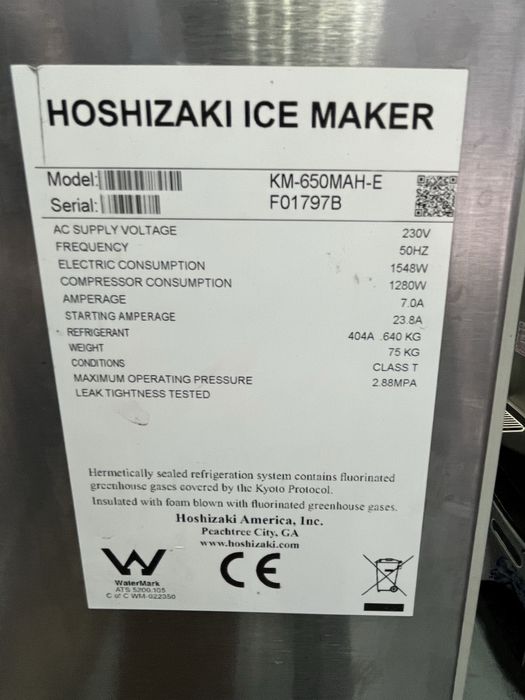 HOSHIZAKI ICE MAKER
Model: KM-650MAH-E
Serial: F01797B
AC SUPPLY VOLTAGE 230V
FREQUENCY 50HZ
ELECTRIC CONSUMPTION 1548W
COMPRESSOR CONSUMPTION 1280W
AMPERAGE 7.0A
STARTING AMPERAGE 23.8A
REFRIGERANT 404A .640 KG
WEIGHT 75 KG
CONDITIONS CLASS T
MAXIMUM OPERATING PRESSURE 2.88MPA
LEAK TIGHTNESS TESTED
Hermetically sealed refrigeration system contains fluorinated
greenhouse gases covered by the Kyoto Protocol.
Insulated with foam blown with fluorinated greenhouse gases.
Hoshizaki America, Inc.
Peachtree City, GA
www.hoshizaki.com
W
WaterMark
ATS 5200.105
C of C WM-022350
CE